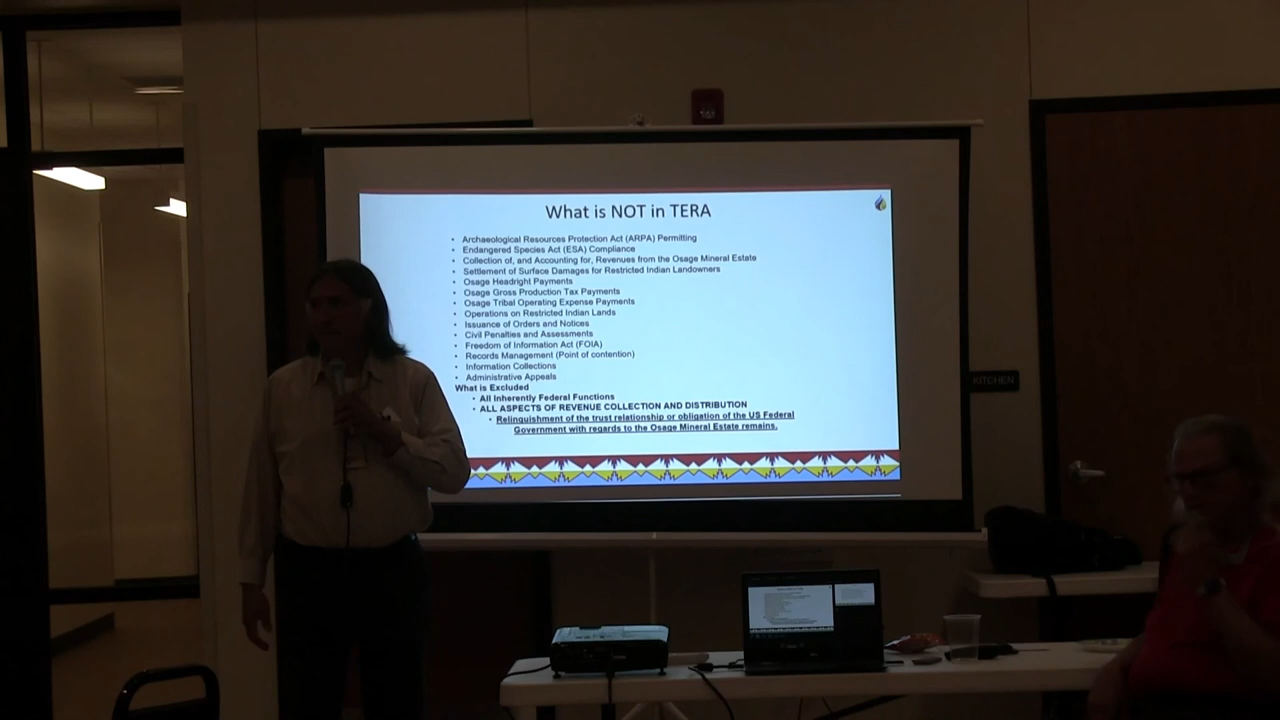 What is NOT in TERA
• Archaeological Resources Protection Act (ARPA) Permitting
• Endangered Species Act (ESA) Compliance
• Collection of, and Accounting for, Revenues from the Osage Mineral Estate
• Settlement of Surface Damages for Restricted Indian Landowners
• Osage Headright Payments
• Osage Gross Production Tax Payments
• Osage Tribal Operating Expense Payments
• Operations on Restricted Indian Lands
• Issuance of Orders and Notices
• Civil Penalties and Assessments
• Freedom of Information Act (FOIA)
• Records Management (Point of contention)
• Information Collections
• Administrative Appeals
What is Excluded
• All Inherently Federal Functions
• ALL ASPECTS OF REVENUE COLLECTION AND DISTRIBUTION
• Relinquishment of the trust relationship or obligation of the US Federal
Government with regards to the Osage Mineral Estate remains.
KITCHEN